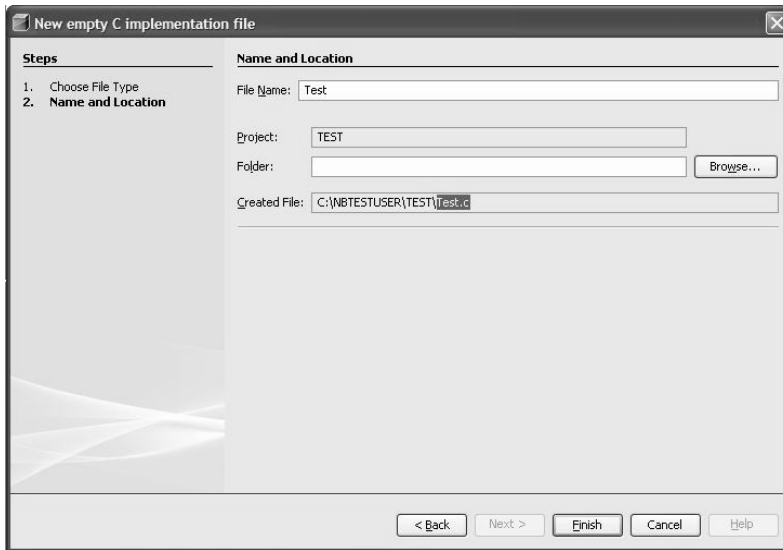 New empty C implementation file
Steps
1. Choose File Type
2. Name and Location
Name and Location
File Name: Test
Project: TEST
Folder: Browse...
Created File: C:\NBTESTUSER\TEST\Test.c
< Back Next > Finish Cancel Help